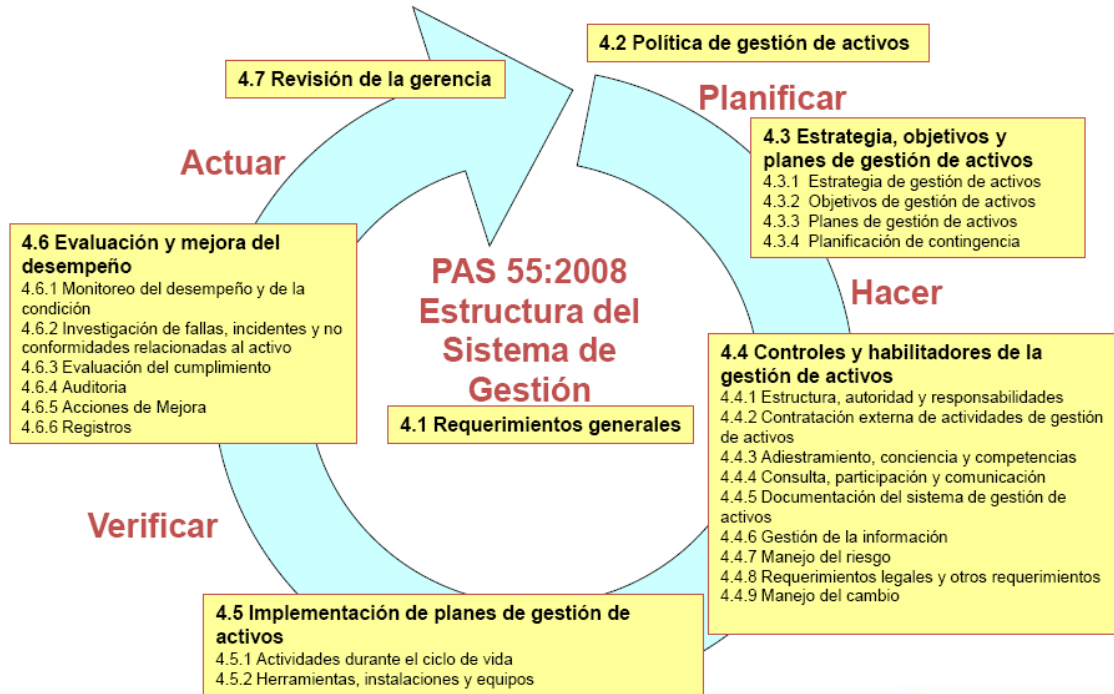 4.2 Política de gestión de activos
4.7 Revisión de la gerencia
Planificar
4.3 Estrategia, objetivos y
planes de gestión de activos
4.3.1 Estrategia de gestión de activos
4.3.2 Objetivos de gestión de activos
4.3.3 Planes de gestión de activos
4.3.4 Planificación de contingencia
Actuar
4.6 Evaluación y mejora del
desempeño
4.6.1 Monitoreo del desempeño y de la
condición
4.6.2 Investigación de fallas, incidentes y no
conformidades relacionadas al activo
4.6.3 Evaluación del cumplimiento
4.6.4 Auditoria
4.6.5 Acciones de Mejora
4.6.6 Registros
PAS 55:2008
Estructura del
Sistema de
Gestión
4.1 Requerimientos generales
Hacer
4.4 Controles y habilitadores de la
gestión de activos
4.4.1 Estructura, autoridad y responsabilidades
4.4.2 Contratación externa de actividades de gestión
de activos
4.4.3 Adiestramiento, conciencia y competencias
4.4.4 Consulta, participación y comunicación
4.4.5 Documentación del sistema de gestión de
activos
4.4.6 Gestión de la información
4.4.7 Manejo del riesgo
4.4.8 Requerimientos legales y otros requerimientos
4.4.9 Manejo del cambio
Verificar
4.5 Implementación de planes de gestión de
activos
4.5.1 Actividades durante el ciclo de vida
4.5.2 Herramientas, instalaciones y equipos